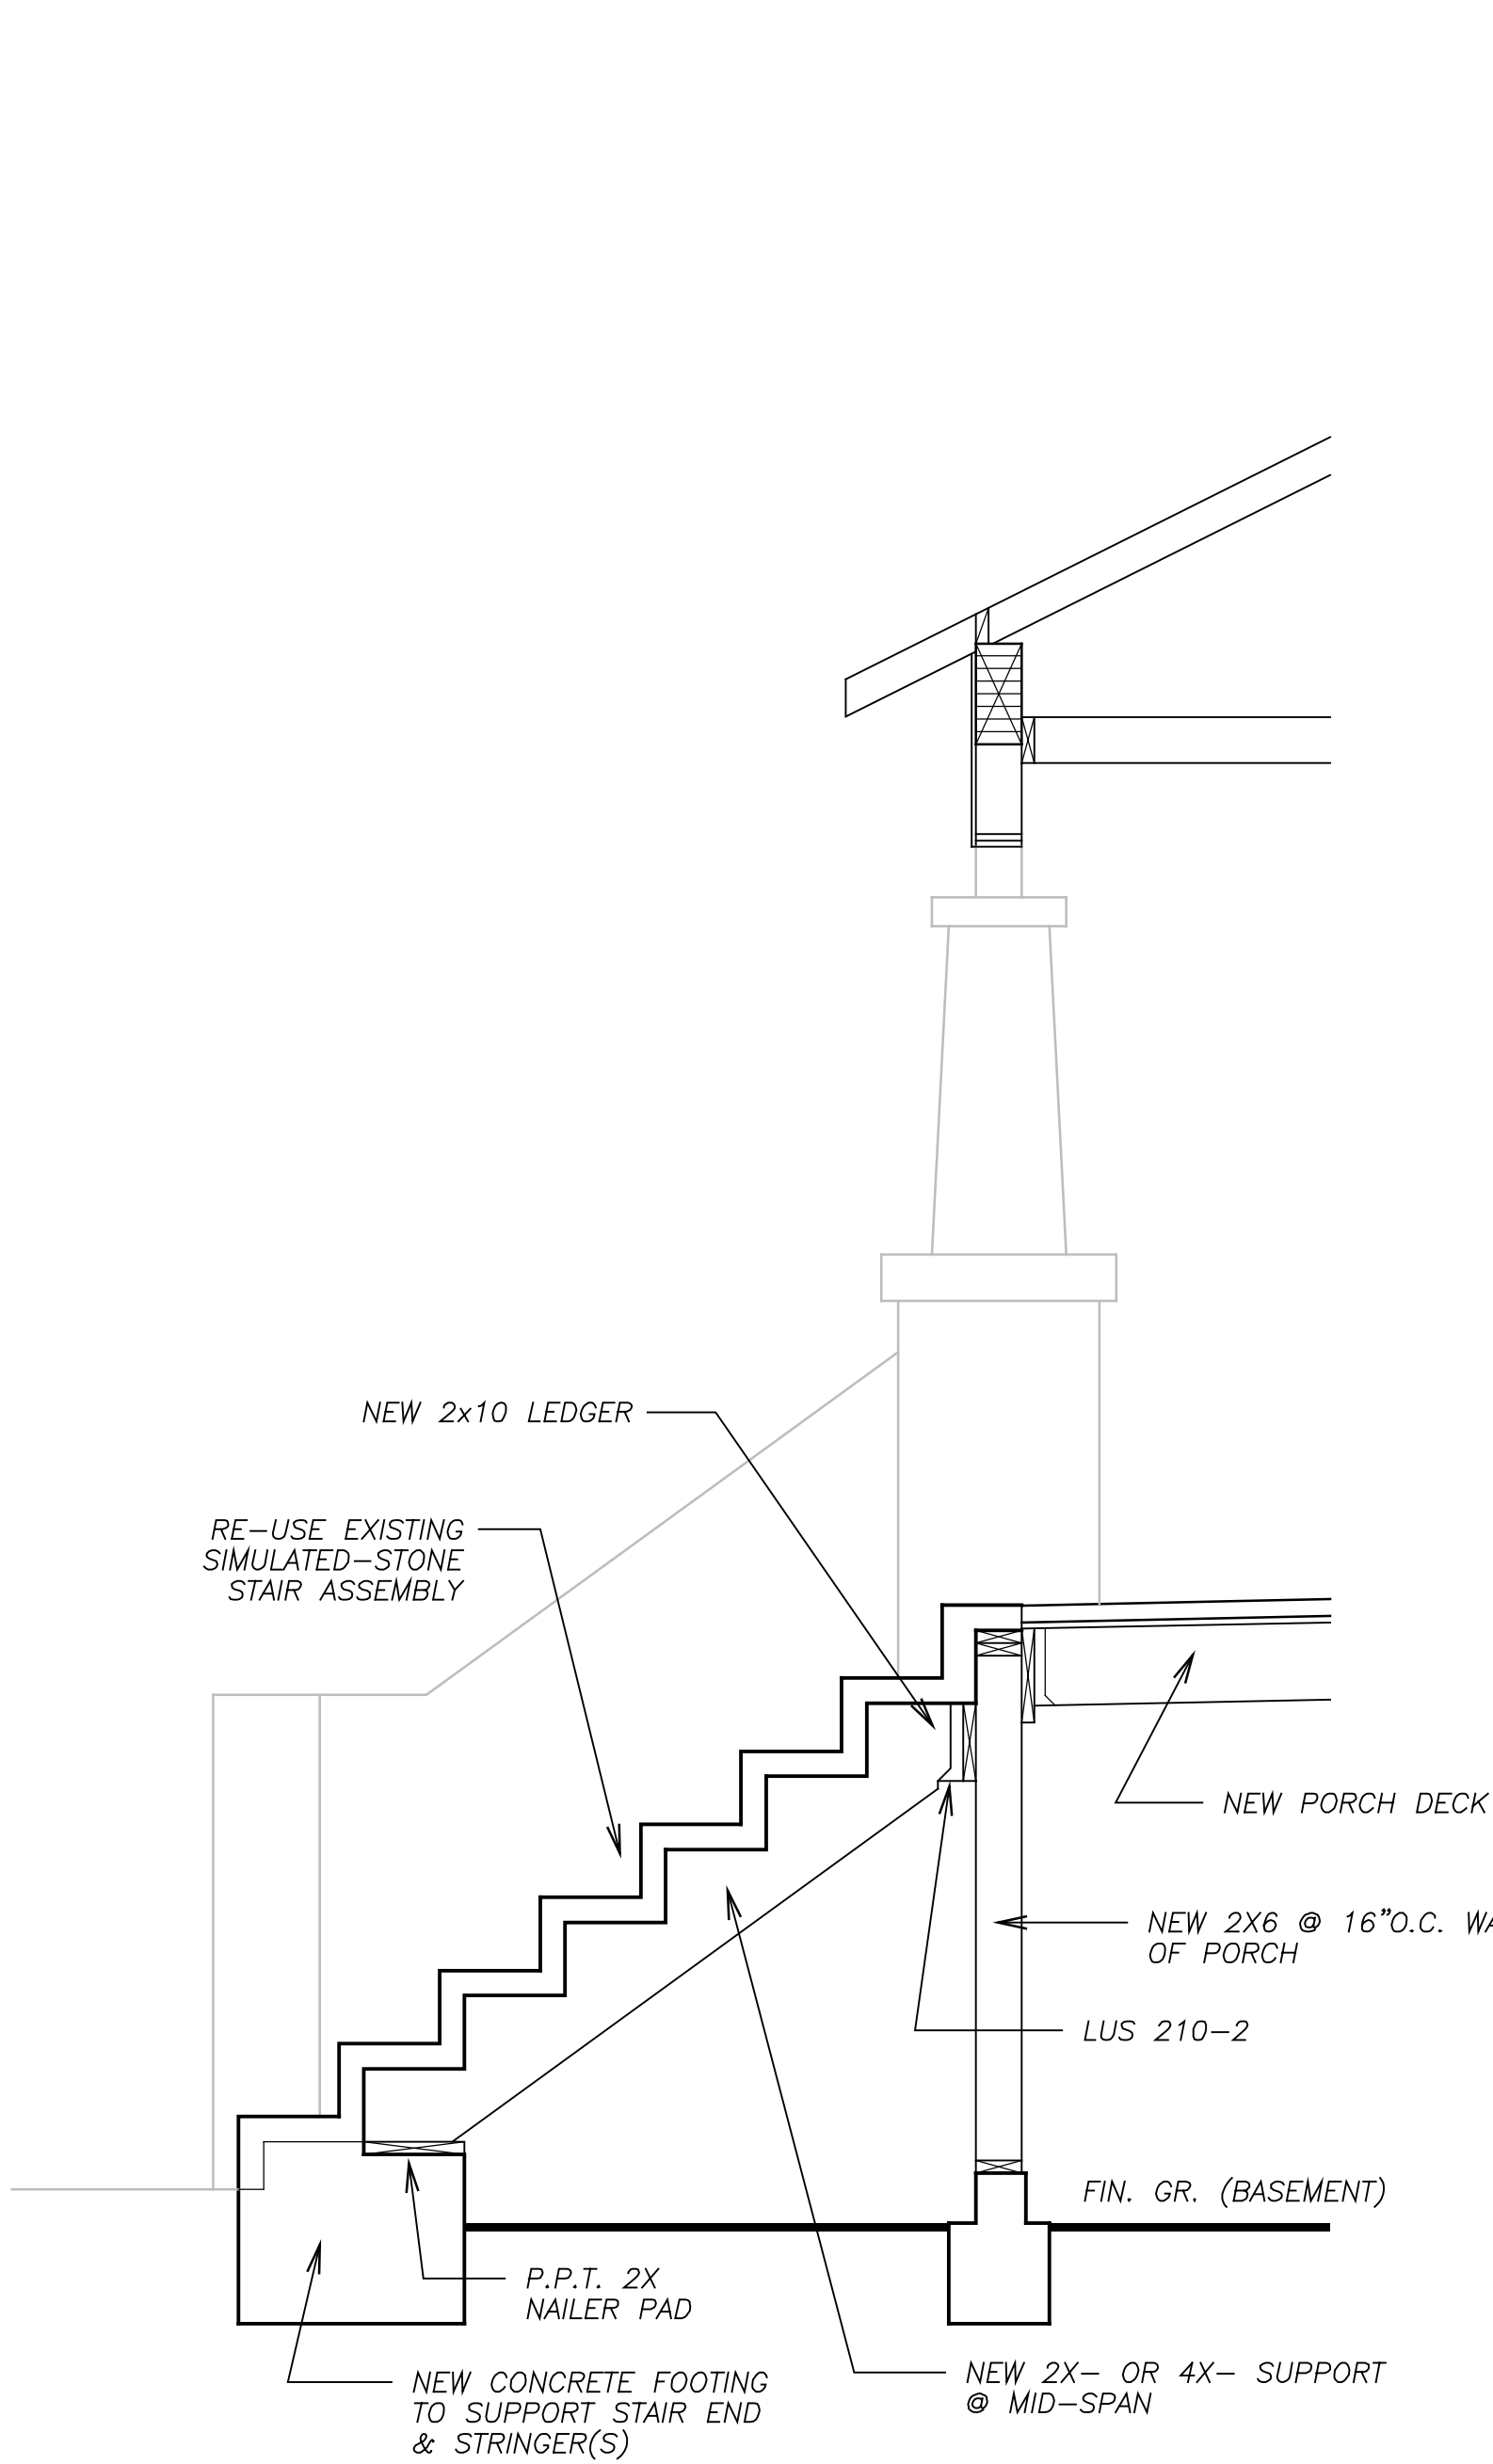 NEW 2x10 LEDGER
RE-USE EXISTING
SIMULATED-STONE
STAIR ASSEMBLY
NEW PORCH DECK
NEW 2X6 @ 16"O.C.
OF PORCH
LUS 210-2
FIN. GR. (BASEMENT)
P.P.T. 2X
NAILER PAD
NEW 2X- OR 4X- SUPPORT
@ MID-SPAN
NEW CONCRETE FOOTING
TO SUPPORT STAIR END
& STRINGER(S)